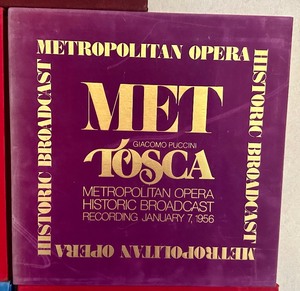 METROPOLITAN OPERA
HISTORIC BROADCAST
MET
GIACOMO PUCCINI
TOSCA
METROPOLITAN OPERA
HISTORIC BROADCAST
RECORDING JANUARY 7, 1956
HISTORIC BROADCAST
METROPOLITAN OPERA